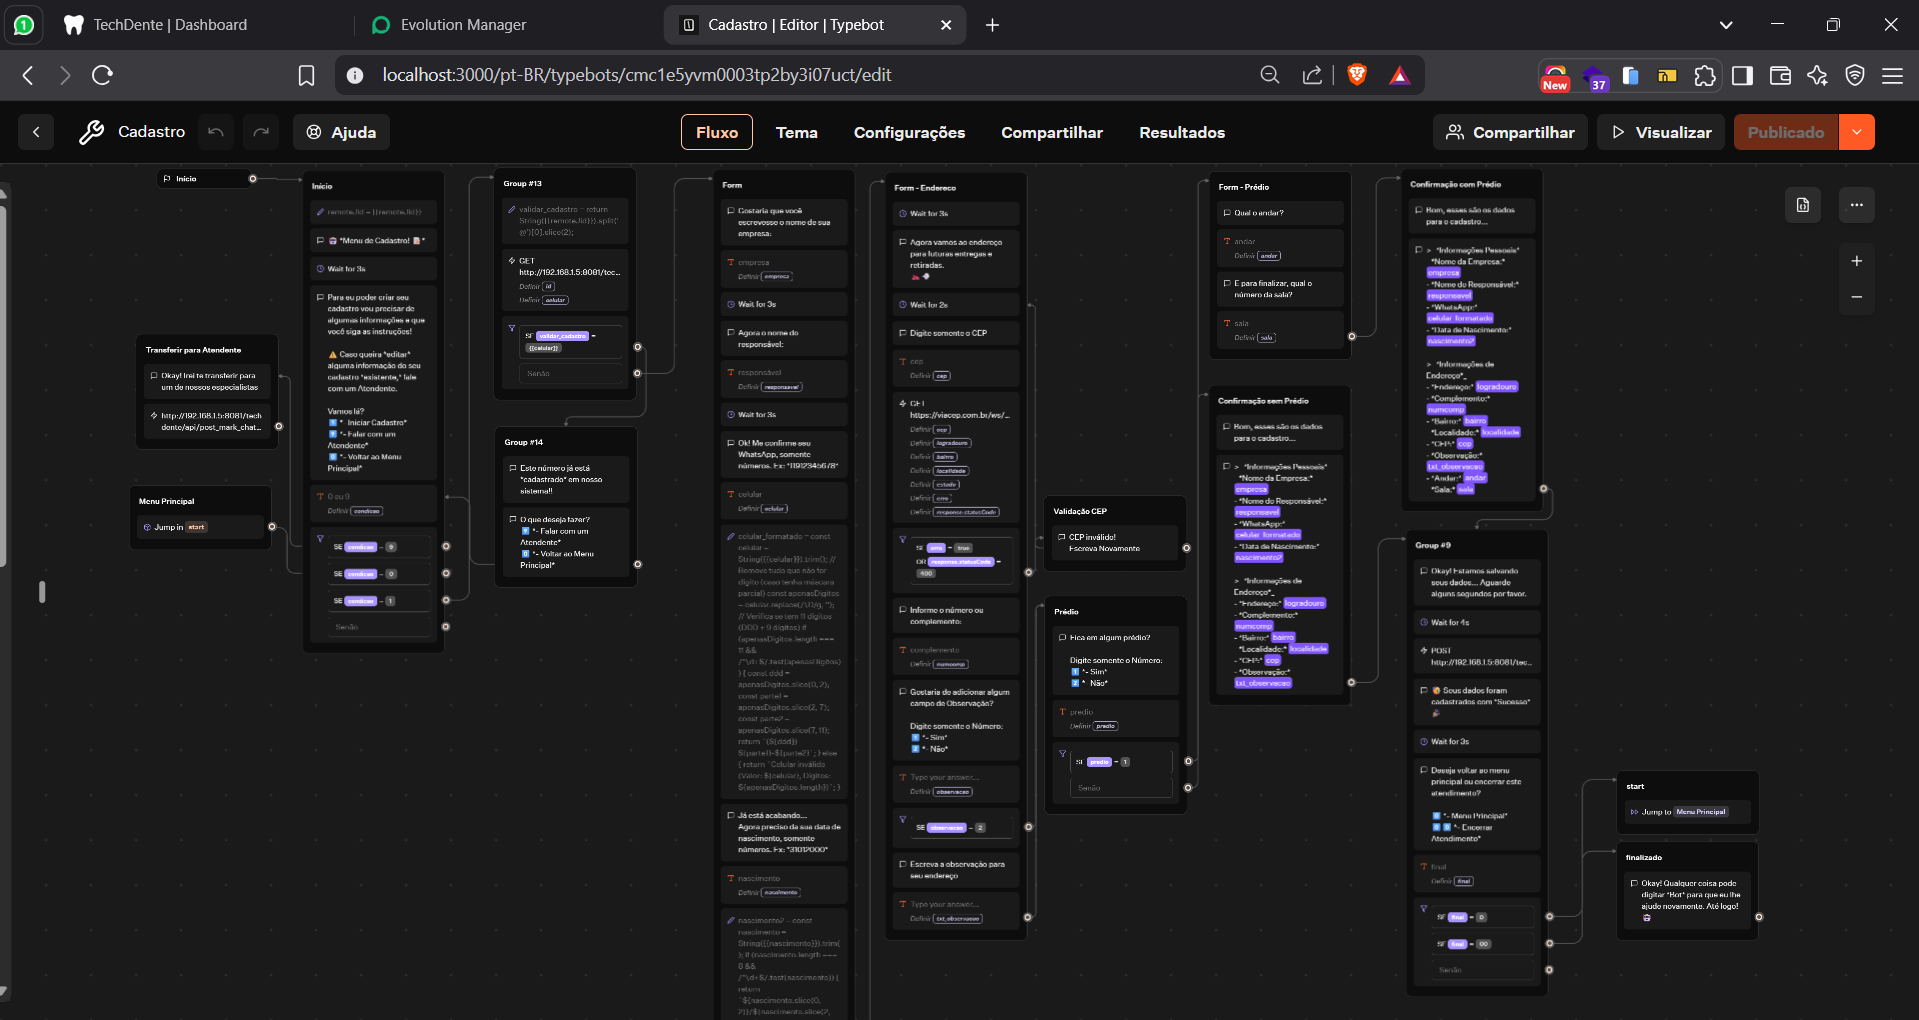 TechDente | Dashboard
Evolution Manager
Cadastro | Editor | Typebot
localhost:3000/pt-BR/typebots/cmc1e5yvm0003tp2by3i07uct/edit
New
37
Cadastro
Ajuda
Fluxo
Tema
Configurações
Compartilhar
Resultados
Compartilhar
Visualizar
Publicado
Início
Transferir para Atendente
Okay! Irei te transferir para
um de nossos especialistas
http://192.168.1.5:8081/tech
dente/api/post_mark_chat...
Menu Principal
Jump in start
Início
remoteJid = {{remoteJid}}
*Menu de Cadastro! *
Wait for 3s
Para eu poder criar seu
cadastro vou precisar de
algumas informações e que
você siga as instruções!
Caso queira *editar*
alguma informação do seu
cadastro *existente,* fale
com um Atendente.
Vamos lá?
1 *- Iniciar Cadastro*
9 *- Falar com um
Atendente*
0 *- Voltar ao Menu
Principal*
0 ou 9
Definir condicao
SE condicao = 9
SE condicao = 0
SE condicao = 1
Senão
Group #13
validar_cadastro = return
String({{remoteJid}}).split('
@')[0].slice(2);
GET
http://192.168.1.5:8081/tec...
Definir id
Definir celular
SE validar_cadastro =
{{celular}}
Senão
Group #14
Este número já está
*cadastrado* em nosso
sistema!!
O que deseja fazer?
9 *- Falar com um
Atendente*
0 *- Voltar ao Menu
Principal*
Form
Gostaria que você
escrevesse o nome de sua
empresa:
empresa
Definir empresa
Wait for 3s
Agora o nome do
responsável:
responsável
Definir responsavel
Wait for 3s
Ok! Me confirme seu
WhatsApp, somente
números. Ex: *11912345678*
celular
Definir celular
celular_formatado = const
celular =
String({{celular}}).trim(); //
Remove tudo que não for
dígito (caso tenha máscara
parcial) const apenasDigitos
= celular.replace(/\D/g, '');
// Verifica se tem 11 dígitos
(DDD + 9 dígitos) if
(apenasDigitos.length ===
11 &&
/^\d+$/.test(apenasDigitos)
) { const ddd =
apenasDigitos.slice(0, 2);
const parte1 =
apenasDigitos.slice(2, 7);
const parte2 =
apenasDigitos.slice(7, 11);
return `(${ddd})
${parte1}-${parte2}`; } else
{ return `Celular inválido
(Valor: ${celular}, Dígitos:
${apenasDigitos.length})`; }
Já está acabando...
Agora preciso da sua data de
nascimento, somente
números. Ex: *31012000*
nascimento
Definir nascimento
nascimento2 = const
nascimento =
String({{nascimento}}).trim(
); if (nascimento.length ===
8 &&
/^\d+$/.test(nascimento)) {
return
`${nascimento.slice(0,
2)}/${nascimento.slice(2,
Form - Endereco
Wait for 3s
Agora vamos ao endereço
para futuras entregas e
retiradas.
Wait for 2s
Digite somente o CEP
cep
Definir cep
GET
https://viacep.com.br/ws/...
Definir cep
Definir logradouro
Definir bairro
Definir localidade
Definir estado
Definir erro
Definir response.statusCode
SE erro = true
OR response.statusCode =
400
Informe o número ou
complemento:
complemento
Definir numcomp
Gostaria de adicionar algum
campo de Observação?
Digite somente o Número:
1 *- Sim*
2 *- Não*
Type your answer...
Definir observacao
SE observacao = 2
Escreva a observação para
seu endereço
Type your answer...
Definir txt_observacao
Validação CEP
CEP inválido!
Escreva Novamente
Prédio
Fica em algum prédio?
Digite somente o Número:
1 *- Sim*
2 *- Não*
predio
Definir predio
SE predio = 1
Senão
Form - Prédio
Qual o andar?
andar
Definir andar
E para finalizar, qual o
número da sala?
sala
Definir sala
Confirmação sem Prédio
Bom, esses são os dados
para o cadastro...
> *Informações Pessoais*
- *Nome da Empresa:*
empresa
- *Nome do Responsável:*
responsavel
- *WhatsApp:*
celular_formatado
- *Data de Nascimento:*
nascimento2
> *Informações de
Endereço*_
- *Endereço:* logradouro
- *Complemento:*
numcomp
- *Bairro:* bairro
- *Localidade:* localidade
- *CEP:* cep
- *Observação:*
txt_observacao
Confirmação com Prédio
Bom, esses são os dados
para o cadastro...
> *Informações Pessoais*
- *Nome da Empresa:*
empresa
- *Nome do Responsável:*
responsavel
- *WhatsApp:*
celular_formatado
- *Data de Nascimento:*
nascimento2
> *Informações de
Endereço*_
- *Endereço:* logradouro
- *Complemento:*
numcomp
- *Bairro:* bairro
- *Localidade:* localidade
- *CEP:* cep
- *Observação:*
txt_observacao
- *Andar:* andar
- *Sala:* sala
Group #9
Okay! Estamos salvando
seus dados... Aguarde
alguns segundos por favor.
Wait for 4s
POST
http://192.168.1.5:8081/tec...
Seus dados foram
cadastrados com *Sucesso*
Wait for 3s
Deseja voltar ao menu
principal ou encerrar este
atendimento?
0 *- Menu Principal*
0 0 *- Encerrar
Atendimento*
final
Definir final
SE final = 0
SE final = 00
Senão
start
Jump to Menu Principal
finalizado
Okay! Qualquer coisa pode
digitar *Bot* para que eu lhe
ajude novamente. Até logo!